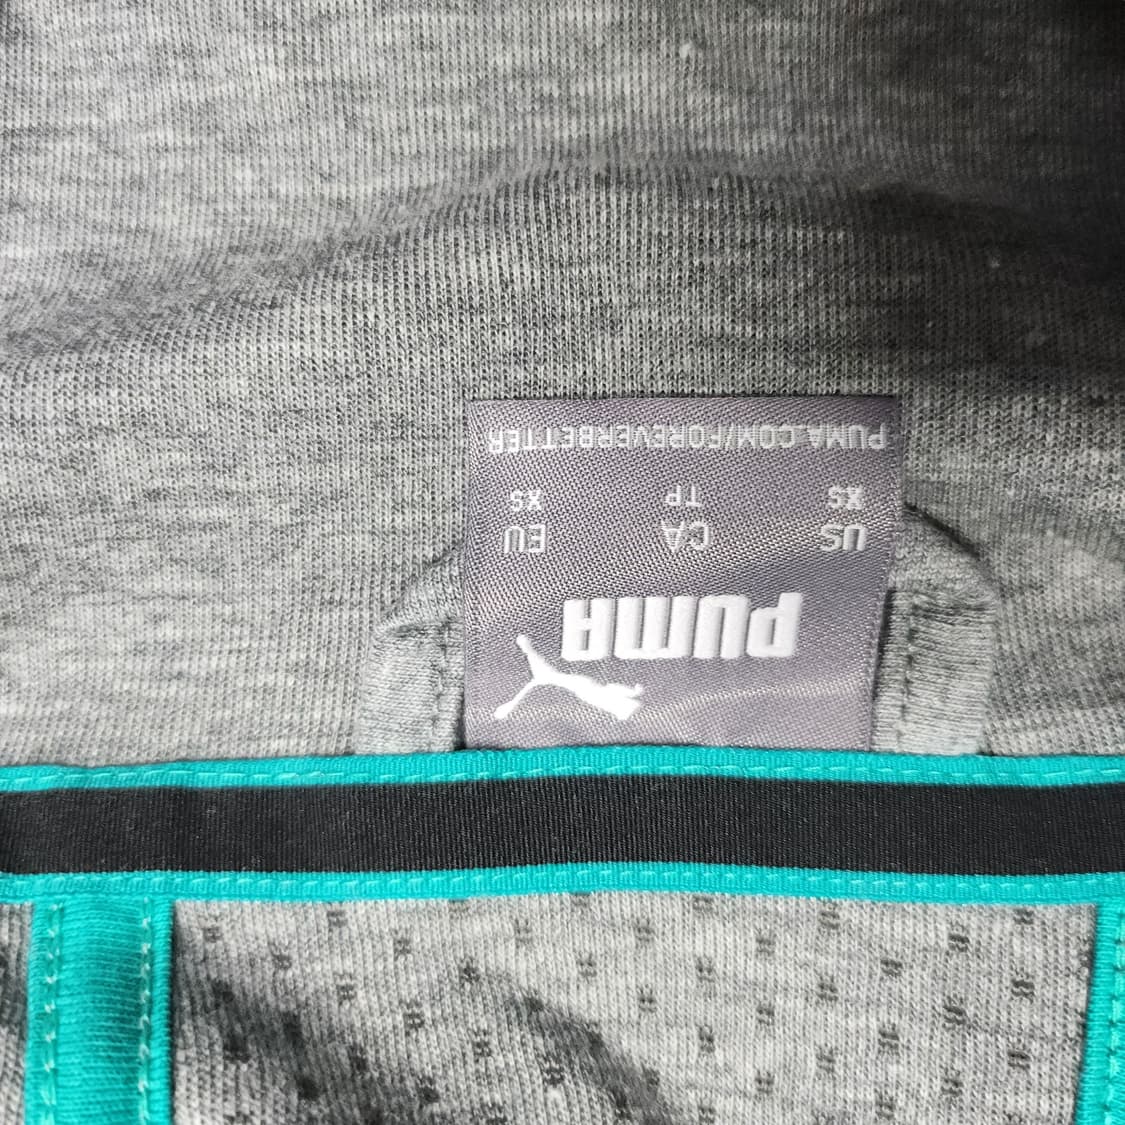 PUMA
US CA EU
XS TP XS
PUMA.COM/FOREVERBETTER